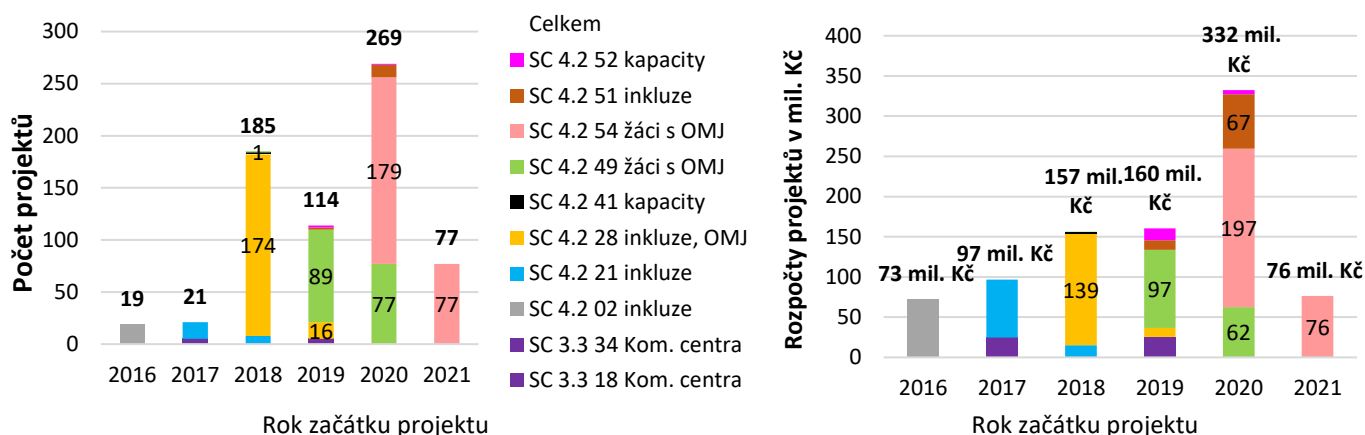 Počet projektů
300
250
200
150
100
50
0
19
21
185
1
174
114
89
16
269
179
77
77
77
2016 2017 2018 2019 2020 2021
Rok začátku projektu
Celkem
SC 4.2 52 kapacity
SC 4.2 51 inkluze
SC 4.2 54 žáci s OMJ
SC 4.2 49 žáci s OMJ
SC 4.2 41 kapacity
SC 4.2 28 inkluze, OMJ
SC 4.2 21 inkluze
SC 4.2 02 inkluze
SC 3.3 34 Kom. centra
SC 3.3 18 Kom. centra
Rozpočty projektů v mil. Kč
400
350
300
250
200
150
100
50
0
73 mil. Kč
97 mil. Kč
157 mil.
Kč
139
160 mil.
Kč
97
332 mil.
Kč
67
197
62
76 mil. Kč
76
2016 2017 2018 2019 2020 2021
Rok začátku projektu